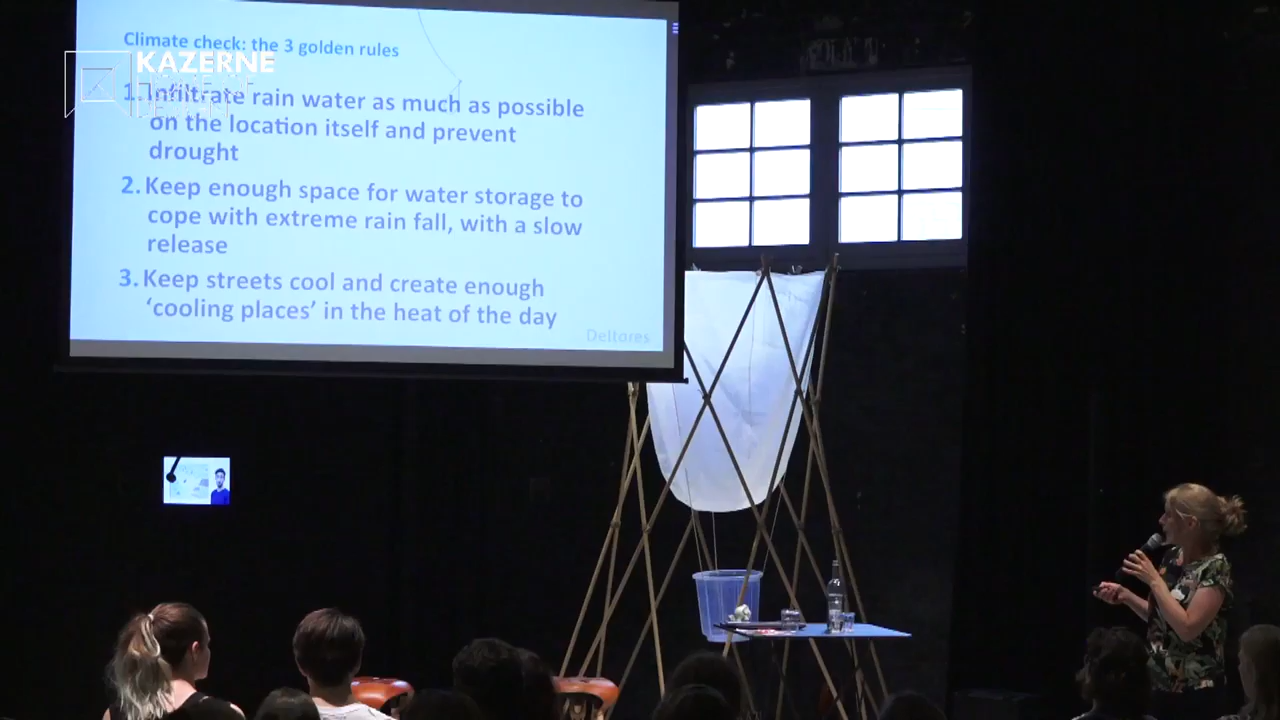 Climate check: the 3 golden rules
KAZERNE
1. Infiltrate rain water as much as possible
on the location itself and prevent
drought
2. Keep enough space for water storage to
cope with extreme rain fall, with a slow
release
3. Keep streets cool and create enough
‘cooling places’ in the heat of the day
Deltores